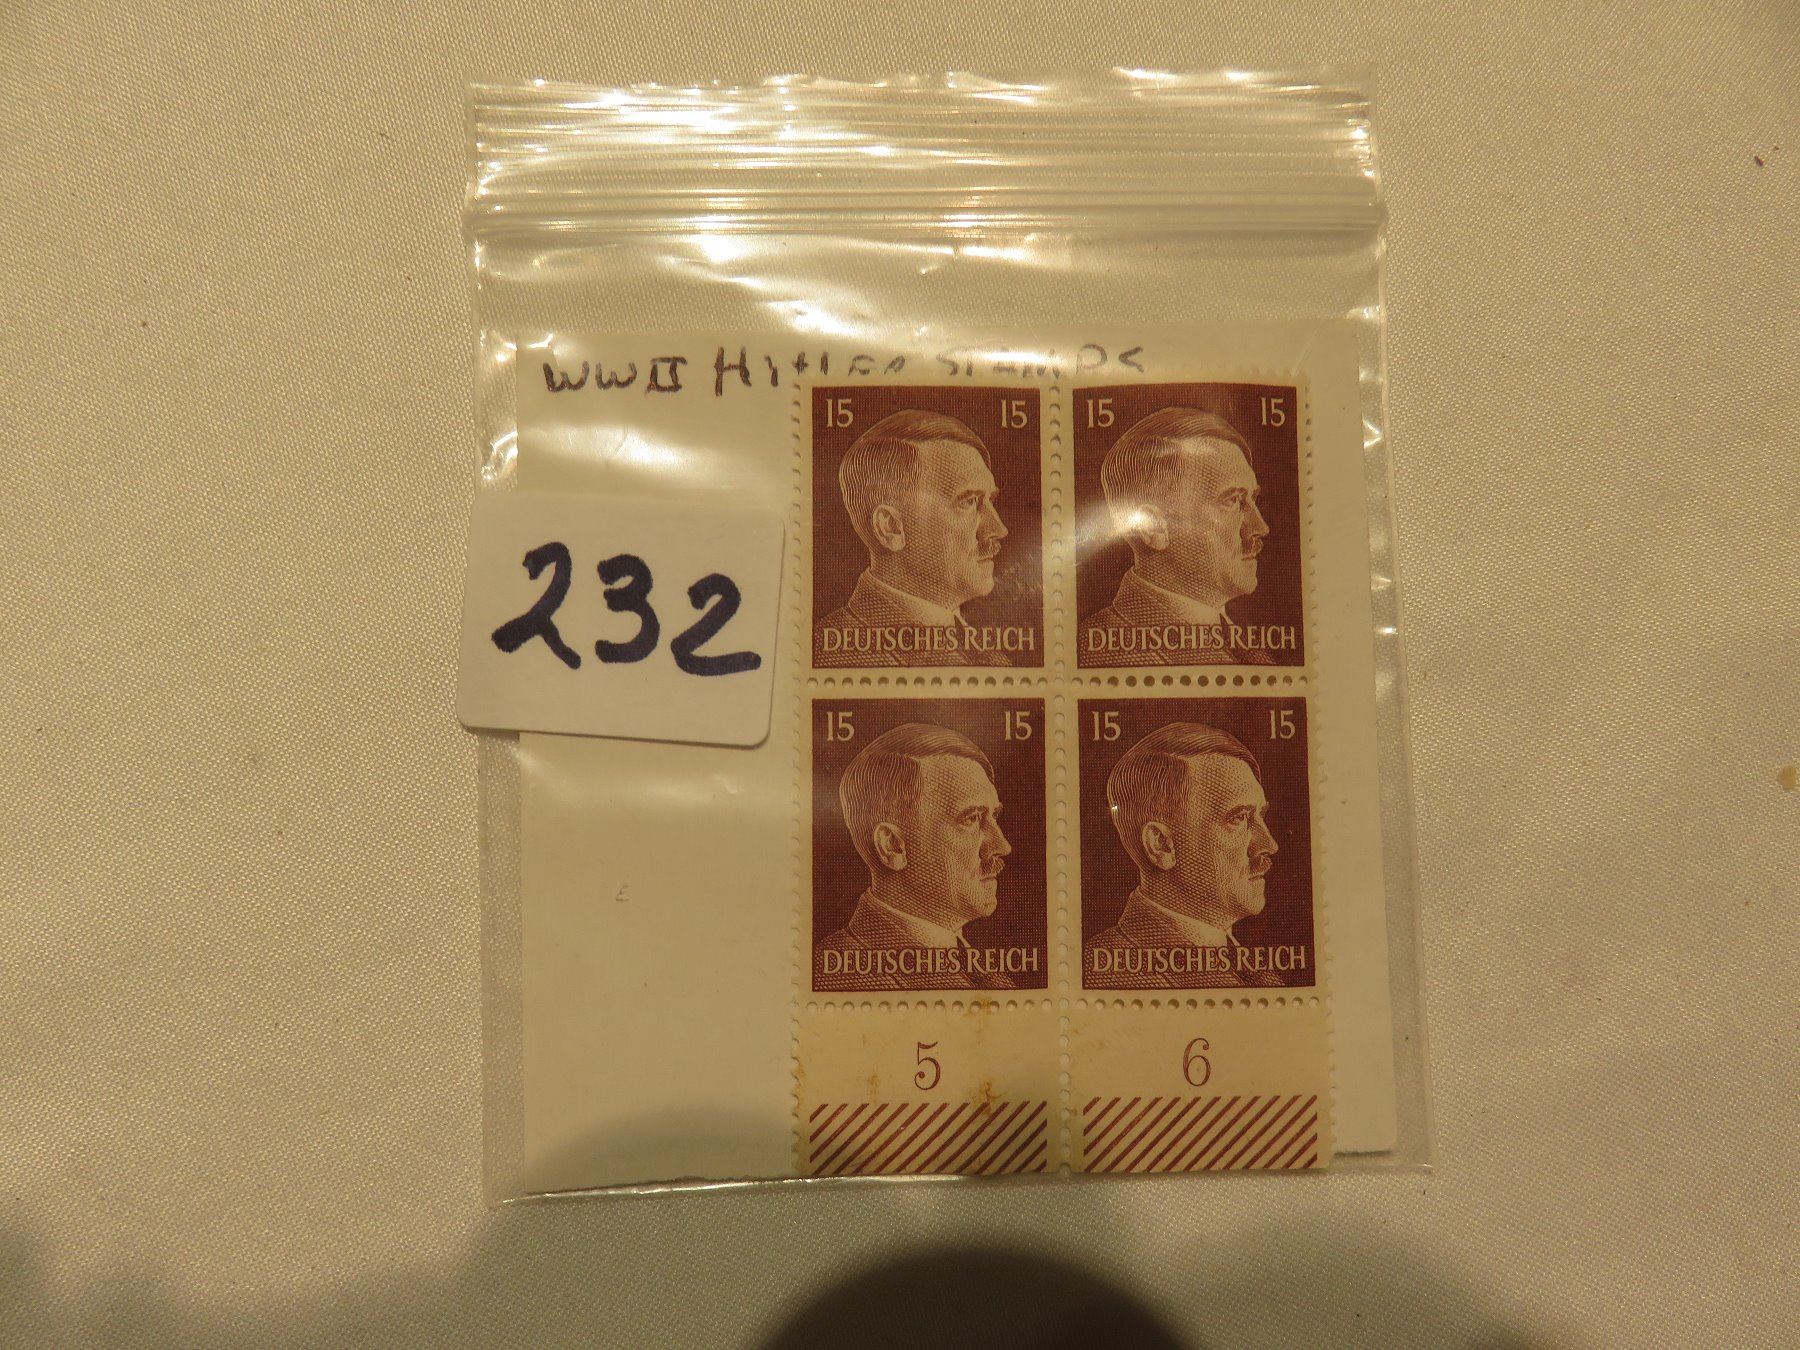 WWII Hitler STAMPS
232
15 15 15 15
DEUTSCHES REICH DEUTSCHES REICH
15 15 15 15
DEUTSCHES REICH DEUTSCHES REICH
5 6